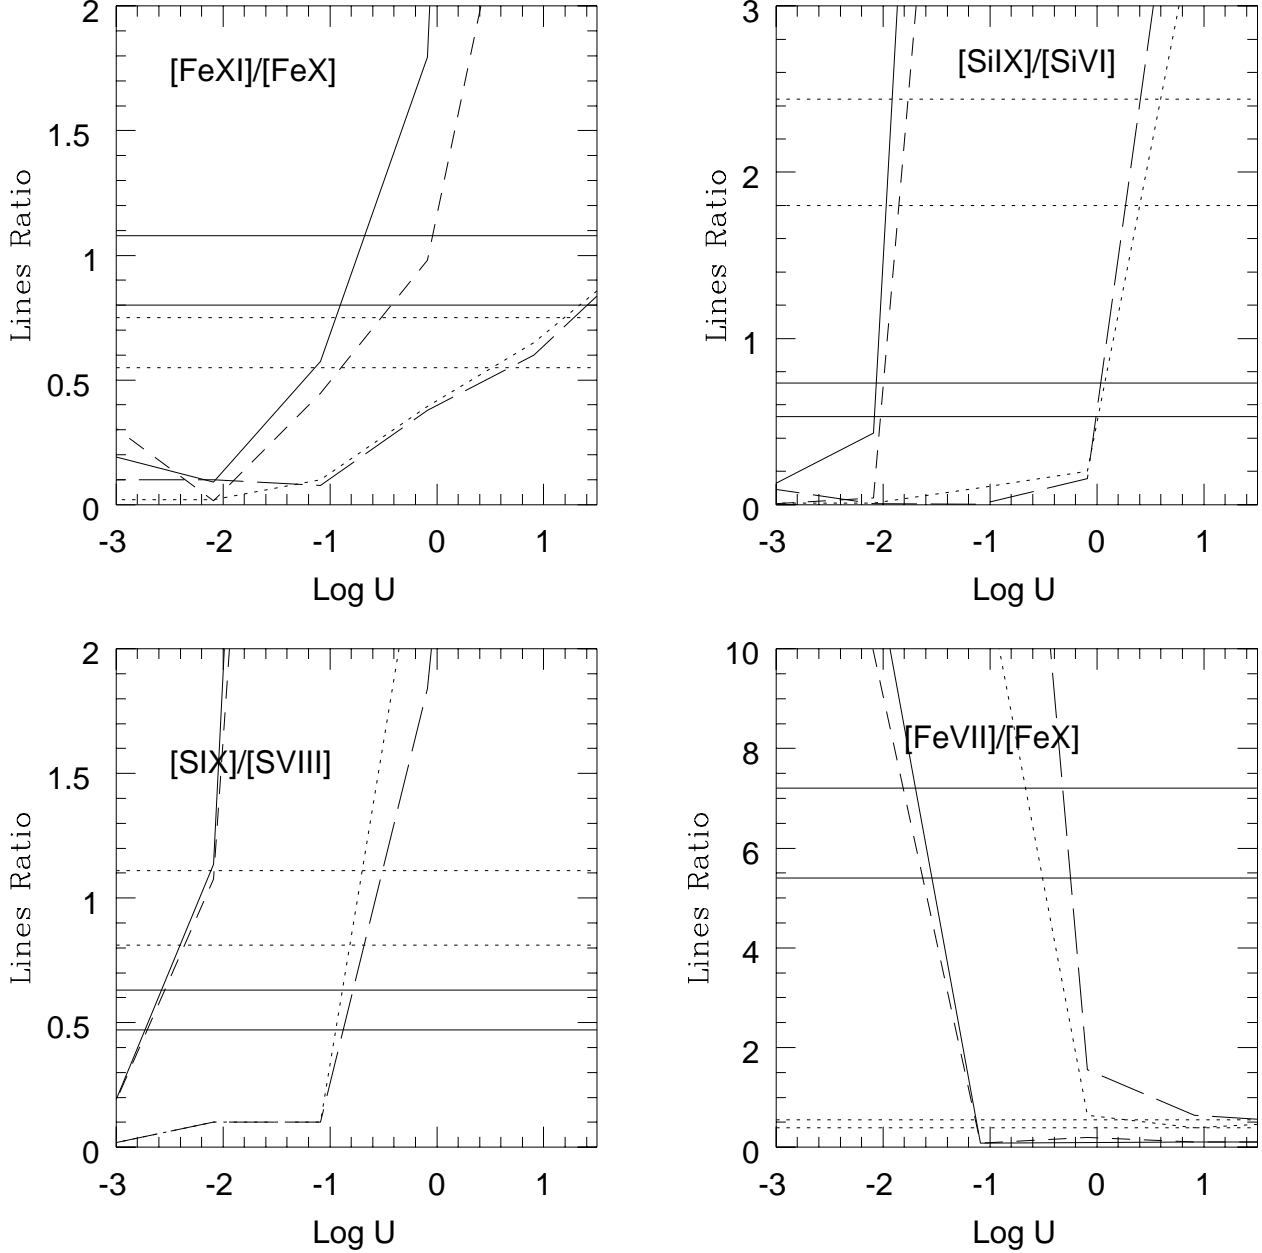 2
[FeXI]/[FeX]
1.5
Lines Ratio
1
0.5
0
-3 -2 -1 0 1
Log U
3
[SiIX]/[SiVI]
2
Lines Ratio
1
0
-3 -2 -1 0 1
Log U
2
[SIX]/[SVIII]
1.5
Lines Ratio
1
0.5
0
-3 -2 -1 0 1
Log U
10
[FeVII]/[FeX]
8
6
Lines Ratio
4
2
0
-3 -2 -1 0 1
Log U